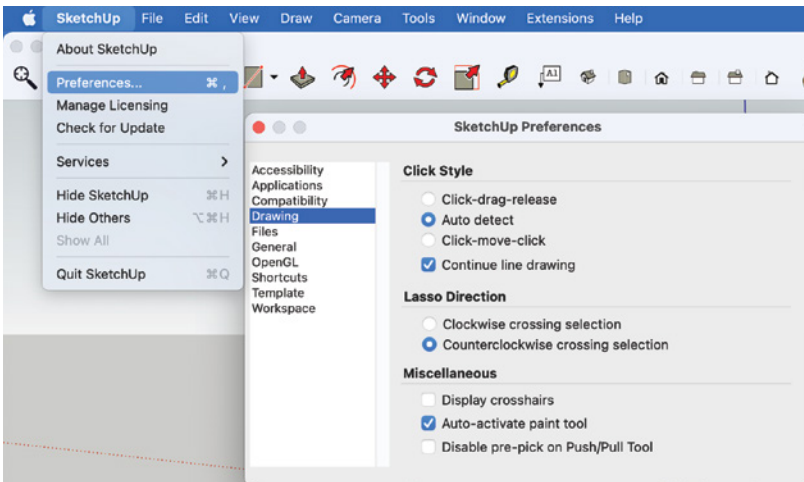 SketchUp File Edit View Draw Camera Tools Window Extensions Help
About SketchUp
Preferences... ⌘ ,
Manage Licensing
Check for Update
Services
Hide SketchUp ⌘H
Hide Others ⌥⌘H
Show All
Quit SketchUp ⌘Q
A1
SketchUp Preferences
Accessibility
Applications
Compatibility
Drawing
Files
General
OpenGL
Shortcuts
Template
Workspace
Click Style
Click-drag-release
Auto detect
Click-move-click
Continue line drawing
Lasso Direction
Clockwise crossing selection
Counterclockwise crossing selection
Miscellaneous
Display crosshairs
Auto-activate paint tool
Disable pre-pick on Push/Pull Tool